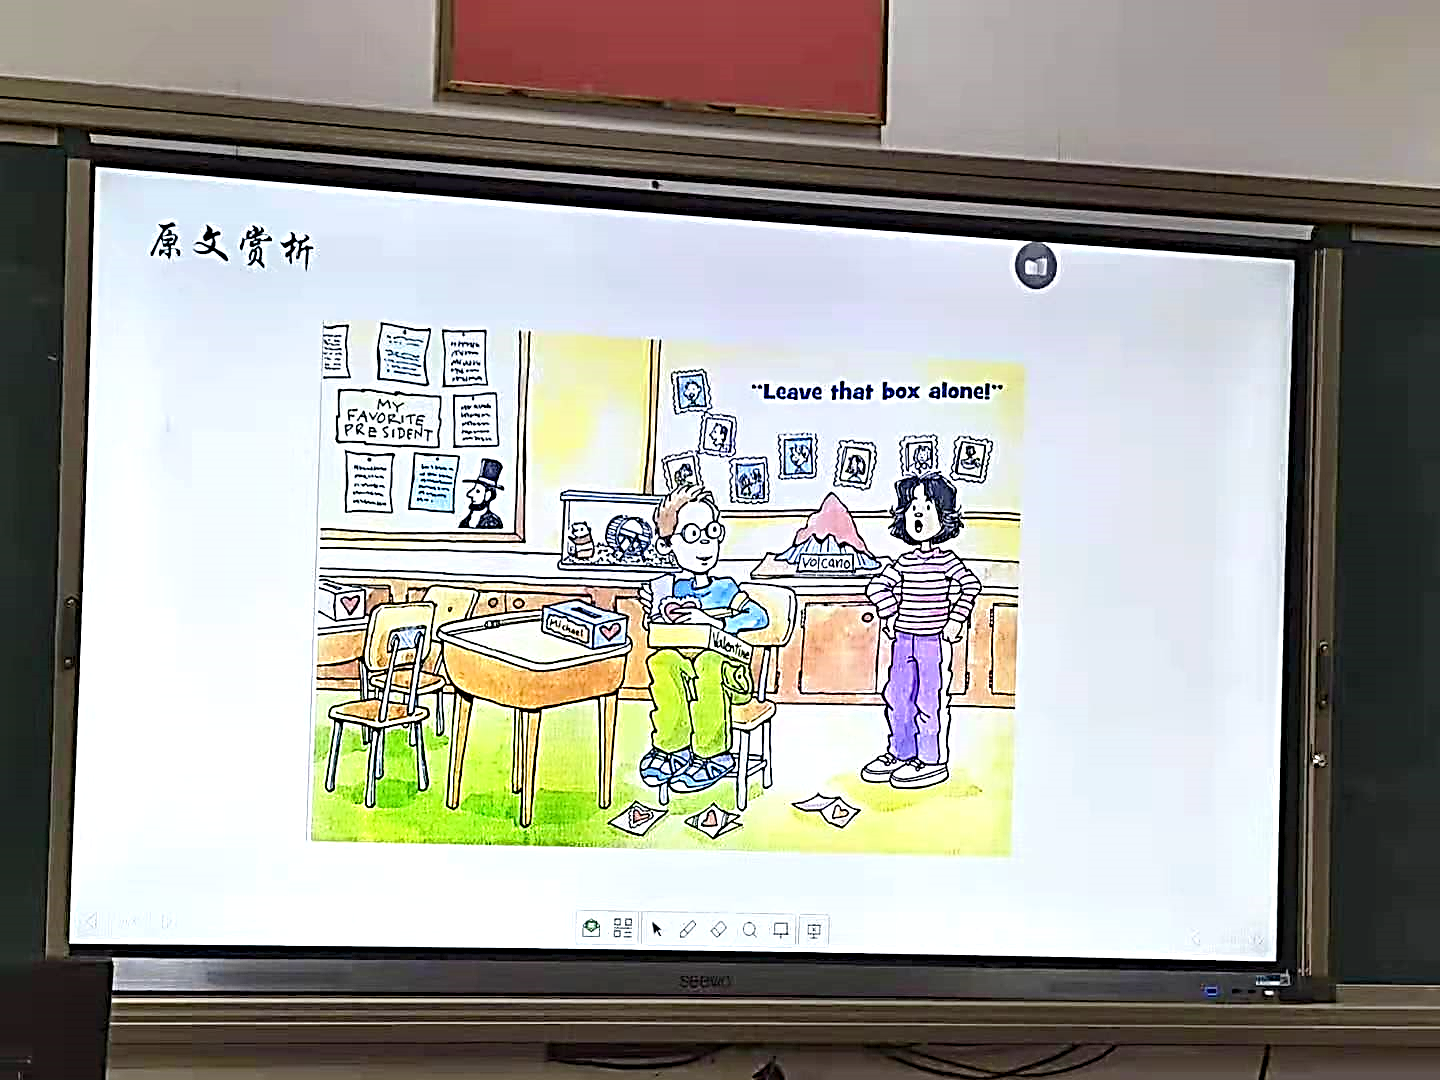 原文赏析
"Leave that box alone!"
MY
FAVORITE
PRESIDENT
Volcano
Michael
Valentine
seewo